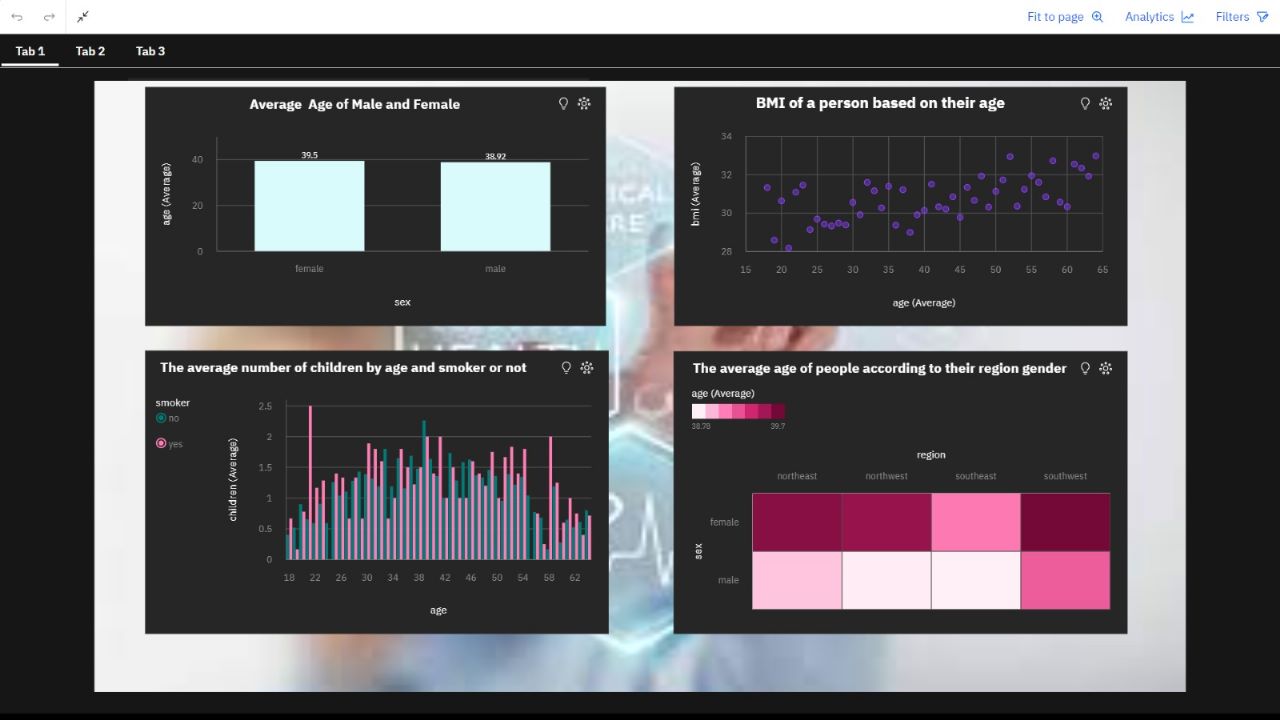 Fit to page
Analytics
Filters
Tab 1
Tab 2
Tab 3
Average Age of Male and Female
age (Average)
40
20
0
39.5
38.92
female
male
sex
BMI of a person based on their age
bmi (Average)
34
32
30
28
15 20 25 30 35 40 45 50 55 60 65
age (Average)
ICAL
RE
The average number of children by age and smoker or not
smoker
no
yes
children (Average)
2.5
2
1.5
1
0.5
0
18 22 26 30 34 38 42 46 50 54 58 62
age
The average age of people according to their region gender
age (Average)
38.78 39.7
region
northeast northwest southeast southwest
sex
female
male